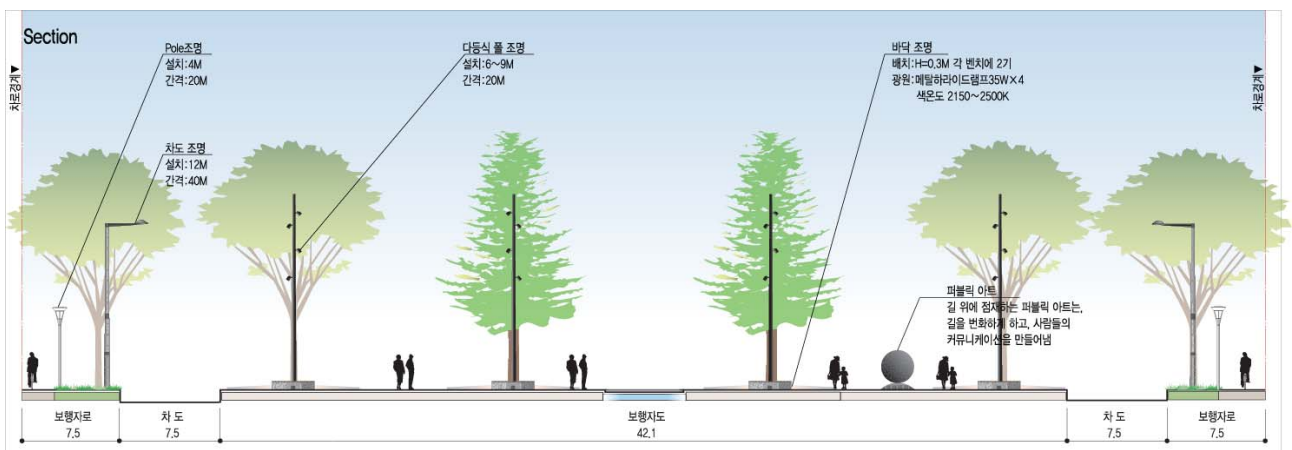 Section
Pole조명
설치:4M
간격:20M
다등식 폴 조명
설치:6~9M
간격:20M
바닥 조명
배치:H=0.3M 각 벤치에 2기
광원:메탈하라이드램프35W×4
색온도 2150~2500K
차로경계▼
차로경계▼
차도 조명
설치:12M
간격:40M
퍼블릭 아트
길 위에 점재하는 퍼블릭 아트는,
길을 번화하게 하고, 사람들의
커뮤니케이션을 만들어냄
보행자로
7.5
차 도
7.5
보행자도
42.1
차 도
7.5
보행자로
7.5